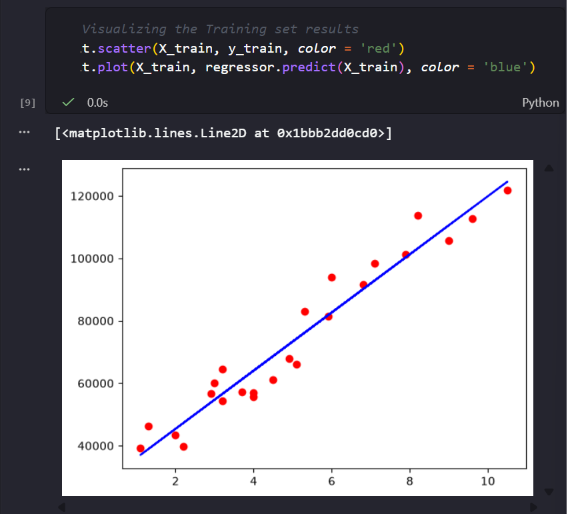 Visualizing the Training set results
t.scatter(X_train, y_train, color = 'red')
t.plot(X_train, regressor.predict(X_train), color = 'blue')
[9]
0.0s
Python
...
[<matplotlib.lines.Line2D at 0x1bbb2dd0cd0>]
...
120000
100000
80000
60000
40000
2 4 6 8 10